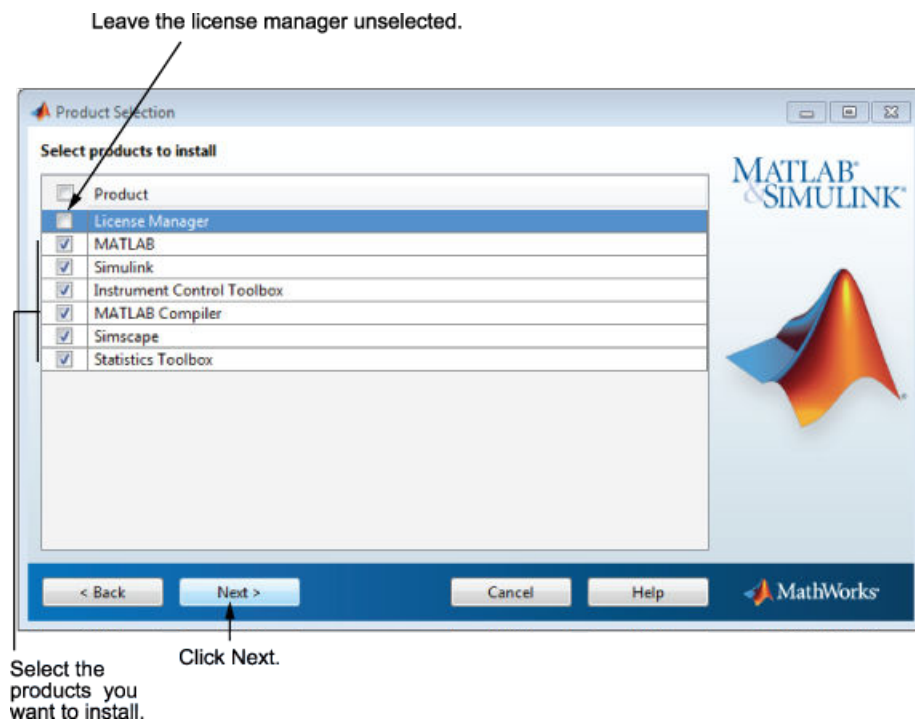 Leave the license manager unselected.
Product Selection
Select products to install
MATLAB®
&SIMULINK®
Product
License Manager
MATLAB
Simulink
Instrument Control Toolbox
MATLAB Compiler
Simscape
Statistics Toolbox
< Back
Next >
Cancel
Help
MathWorks®
Click Next.
Select the
products you
want to install.